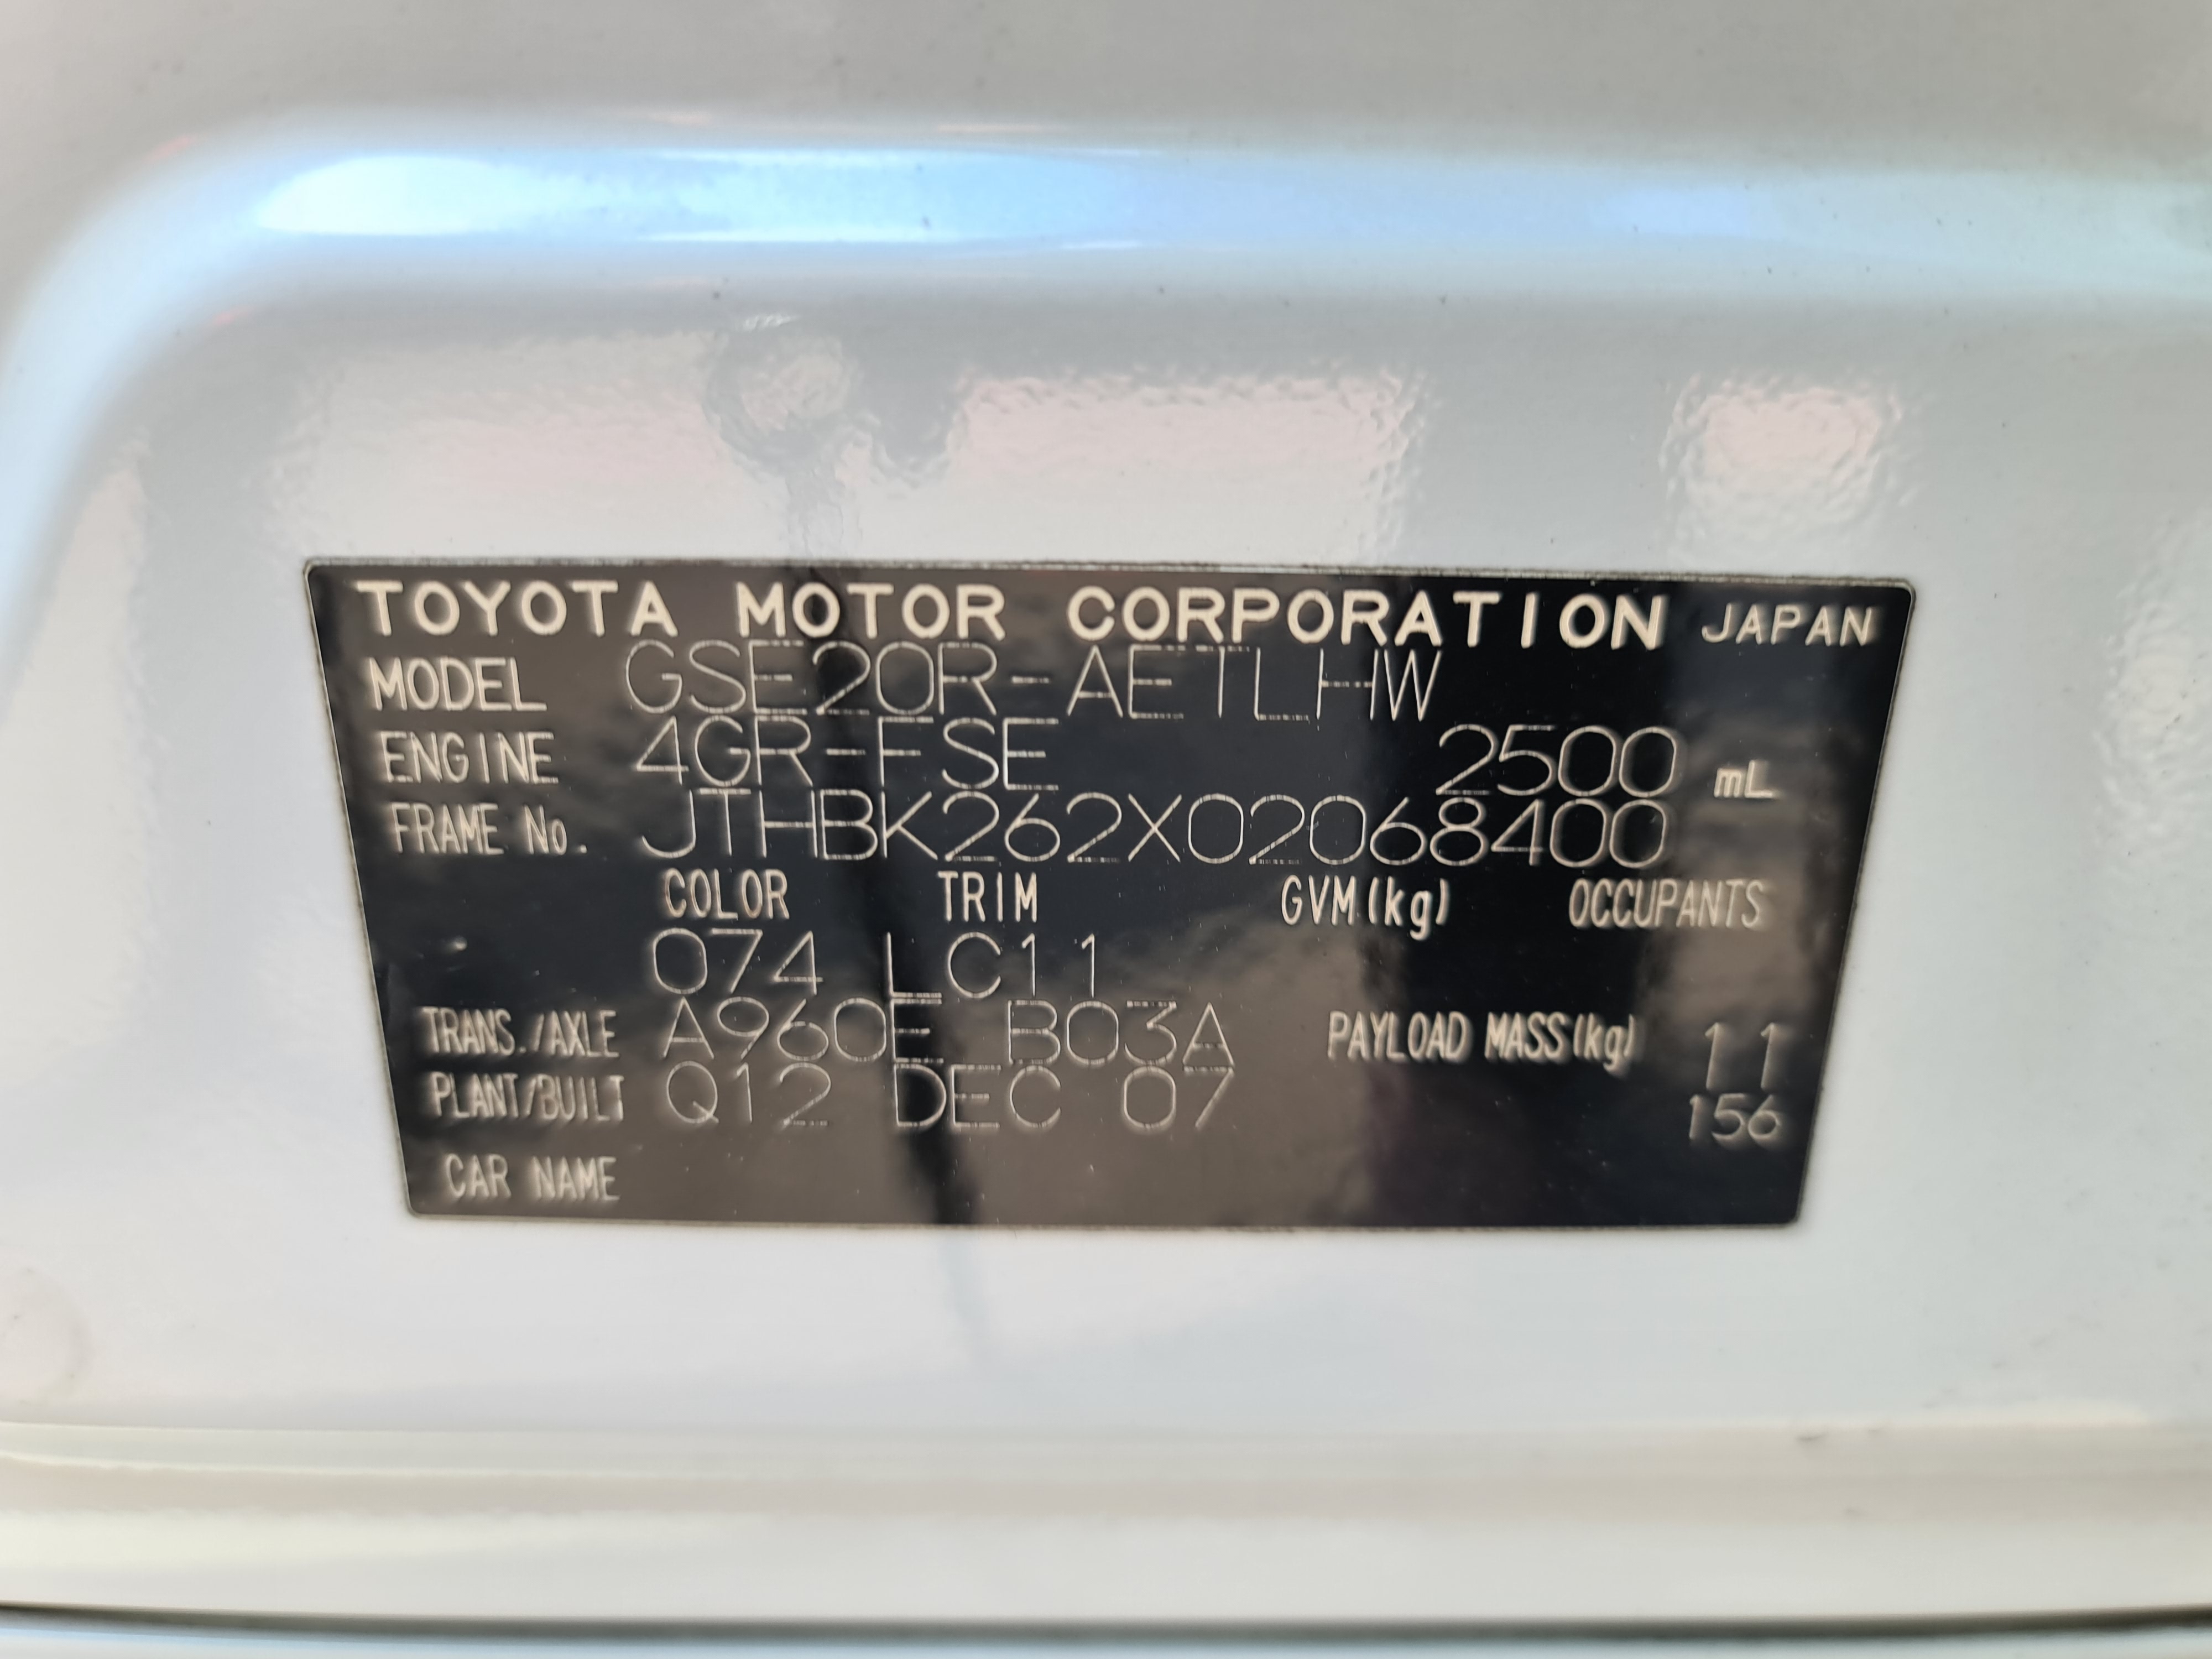 TOYOTA MOTOR CORPORATION JAPAN
MODEL GSE20R-AETLHW
ENGINE 4GR-FSE 2500 mL
FRAME No. JTHBK262X02068400
COLOR TRIM GVM(kg) OCCUPANTS
074 LC11
TRANS./AXLE A960E B03A PAYLOAD MASS(kg) 11
PLANT/BUILT Q12 DEC 07 156
CAR NAME